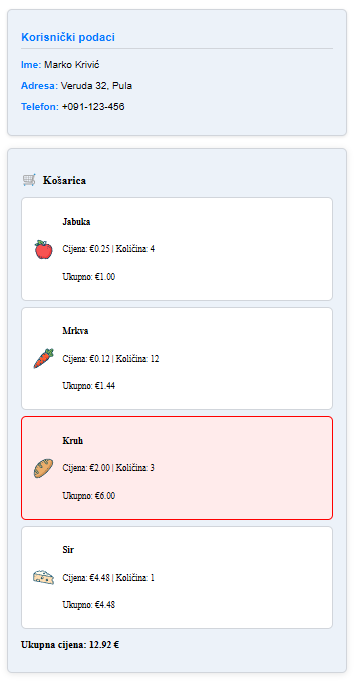 Korisnički podaci
Ime: Marko Krivić
Adresa: Veruda 32, Pula
Telefon: +091-123-456
Košarica
Jabuka
Cijena: €0.25 | Količina: 4
Ukupno: €1.00
Mrkva
Cijena: €0.12 | Količina: 12
Ukupno: €1.44
Kruh
Cijena: €2.00 | Količina: 3
Ukupno: €6.00
Sir
Cijena: €4.48 | Količina: 1
Ukupno: €4.48
Ukupna cijena: 12.92 €